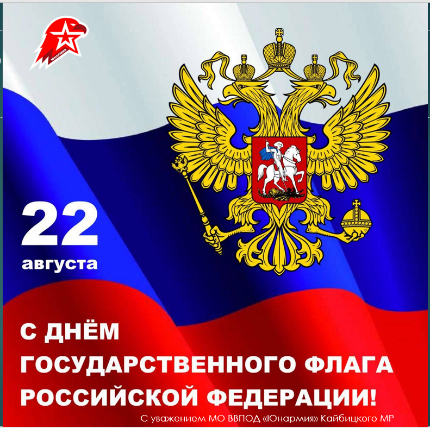 22
августа
С ДНЁМ
ГОСУДАРСТВЕННОГО ФЛАГА
РОССИЙСКОЙ ФЕДЕРАЦИИ!
С уважением МО ВВПОД «Юнармия» Кайбицкого МР